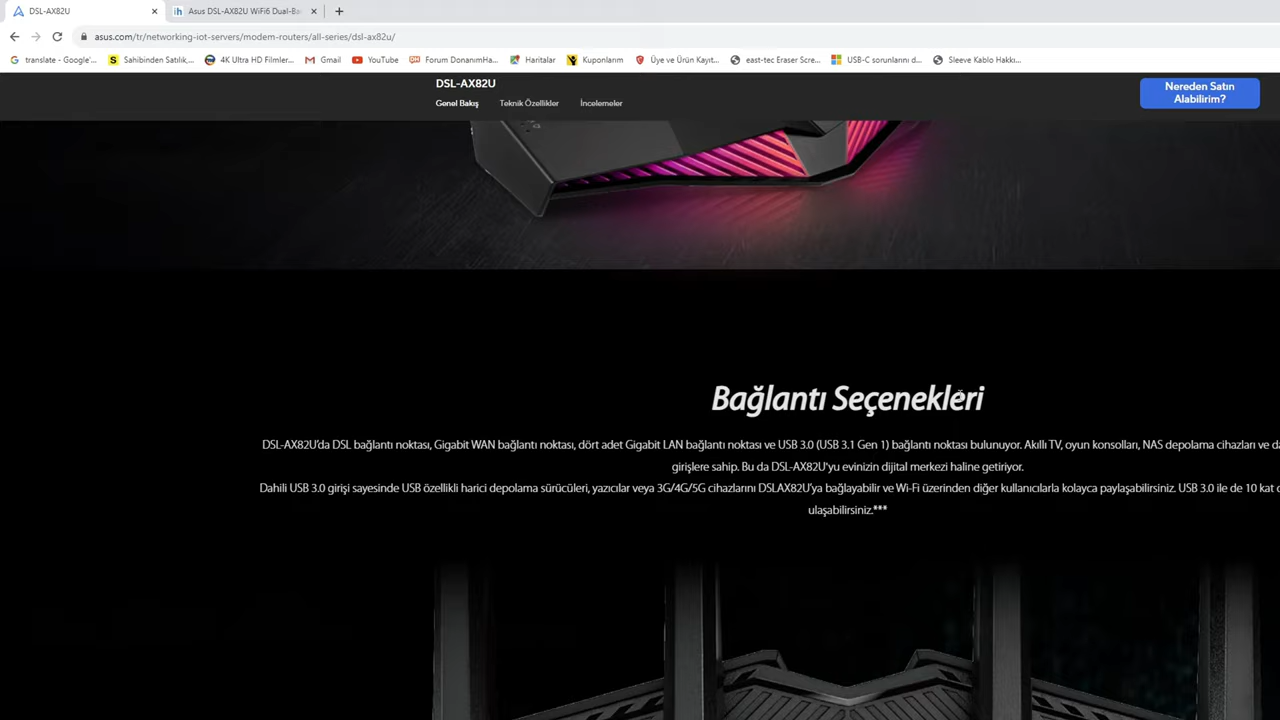 DSL-AX82U
Asus DSL-AX82U WiFi6 Dual-Ba
asus.com/tr/networking-iot-servers/modem-routers/all-series/dsl-ax82u/
translate - Google'... Sahibinden Satılık,... 4K Ultra HD Filmler... Gmail YouTube Forum DonanımHa... Haritalar Kuponlarım Üye ve Ürün Kayıt... east-tec Eraser Scre... USB-C sorunlarını d... Sleeve Kablo Hakkı...
DSL-AX82U
Genel Bakış Teknik Özellikler İncelemeler
Nereden Satın
Alabilirim?
Bağlantı Seçenekleri
DSL-AX82U'da DSL bağlantı noktası, Gigabit WAN bağlantı noktası, dört adet Gigabit LAN bağlantı noktası ve USB 3.0 (USB 3.1 Gen 1) bağlantı noktası bulunuyor. Akıllı TV, oyun konsolları, NAS depolama cihazları ve da
girişlere sahip. Bu da DSL-AX82U'yu evinizin dijital merkezi haline getiriyor.
Dahili USB 3.0 girişi sayesinde USB özellikli harici depolama sürücüleri, yazıcılar veya 3G/4G/5G cihazlarını DSLAX82U'ya bağlayabilir ve Wi-Fi üzerinden diğer kullanıcılarla kolayca paylaşabilirsiniz. USB 3.0 ile de 10 kat
ulaşabilirsiniz.***